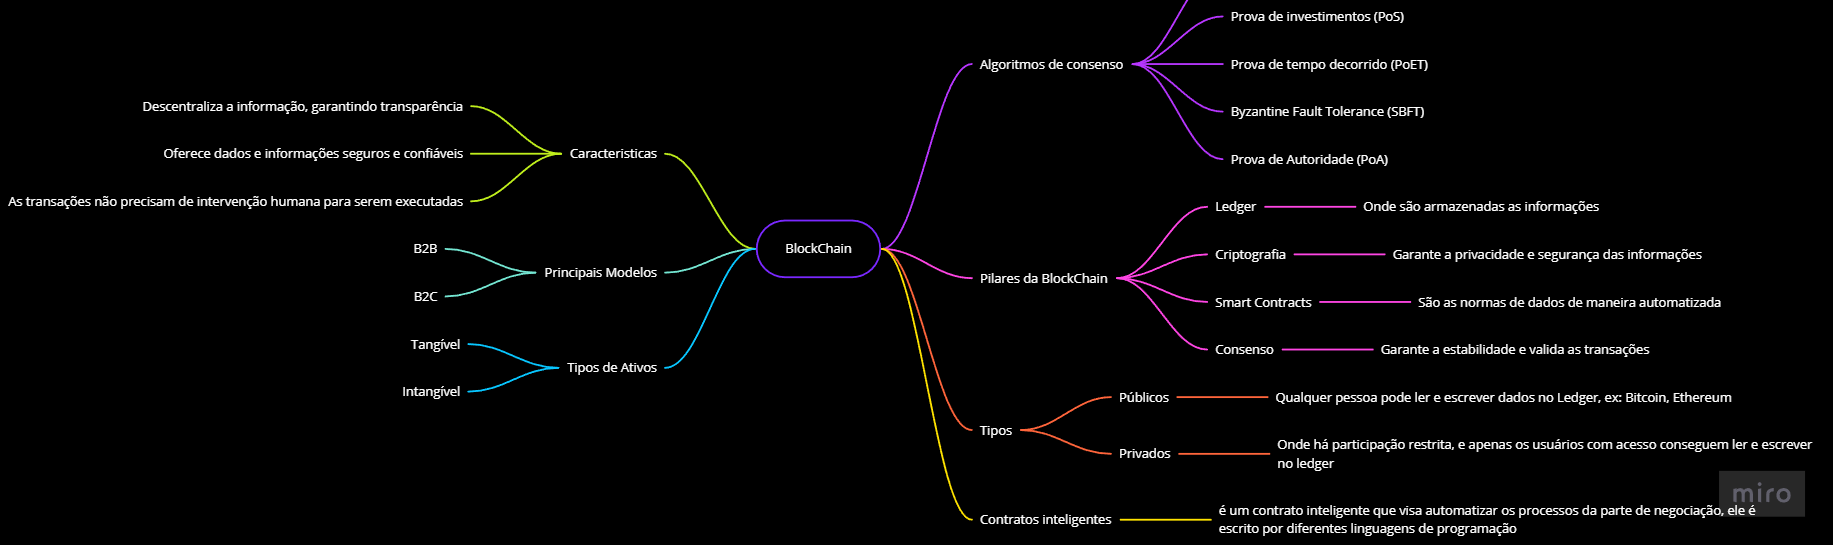 Prova de investimentos (PoS)
Algoritmos de consenso
Prova de tempo decorrido (PoET)
Byzantine Fault Tolerance (SBFT)
Prova de Autoridade (PoA)
Descentraliza a informação, garantindo transparência
Oferece dados e informações seguros e confiáveis
Caracteristicas
As transações não precisam de intervenção humana para serem executadas
B2B
Principais Modelos
B2C
Tangível
Tipos de Ativos
Intangível
BlockChain
Ledger
Onde são armazenadas as informações
Criptografia
Garante a privacidade e segurança das informações
Pilares da BlockChain
Smart Contracts
São as normas de dados de maneira automatizada
Consenso
Garante a estabilidade e valida as transações
Públicos
Qualquer pessoa pode ler e escrever dados no Ledger, ex: Bitcoin, Ethereum
Tipos
Privados
Onde há participação restrita, e apenas os usuários com acesso conseguem ler e escrever
no ledger
Contratos inteligentes
é um contrato inteligente que visa automatizar os processos da parte de negociação, ele é
escrito por diferentes linguagens de programação
miro